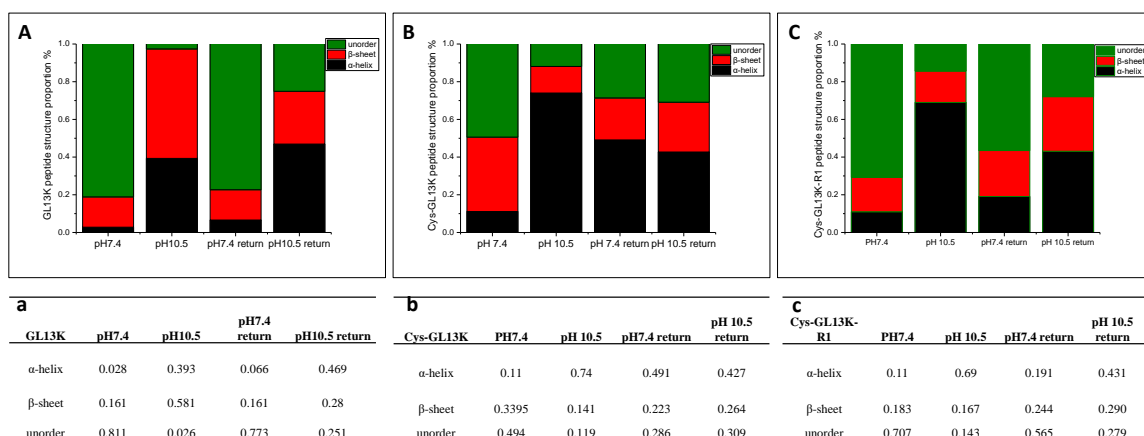 A
GL13K peptide structure proportion %
1.0
0.8
0.6
0.4
0.2
0.0
unorder
β-sheet
α-helix
pH7.4 pH10.5 pH7.4 return pH10.5 return
B
Cys-GL13K peptide structure proportion %
1.0
0.8
0.6
0.4
0.2
0.0
unorder
β-sheet
α-helix
pH 7.4 pH 10.5 pH 7.4 return pH 10.5 return
C
Cys-GL13K-R1 peptide structure proportion %
1.0
0.8
0.6
0.4
0.2
0.0
unorder
β-sheet
α-helix
PH7.4 pH 10.5 pH7.4 return pH 10.5 return
a
GL13K pH7.4 pH10.5 pH7.4 return pH10.5 return
α-helix 0.028 0.393 0.066 0.469
β-sheet 0.161 0.581 0.161 0.28
unorder 0.811 0.026 0.773 0.251
b
Cys-GL13K PH7.4 pH 10.5 pH7.4 return pH 10.5 return
α-helix 0.11 0.74 0.491 0.427
β-sheet 0.3395 0.141 0.223 0.264
unorder 0.494 0.119 0.286 0.309
c
Cys-GL13K-R1 PH7.4 pH 10.5 pH7.4 return pH 10.5 return
α-helix 0.11 0.69 0.191 0.431
β-sheet 0.183 0.167 0.244 0.290
unorder 0.707 0.143 0.565 0.279